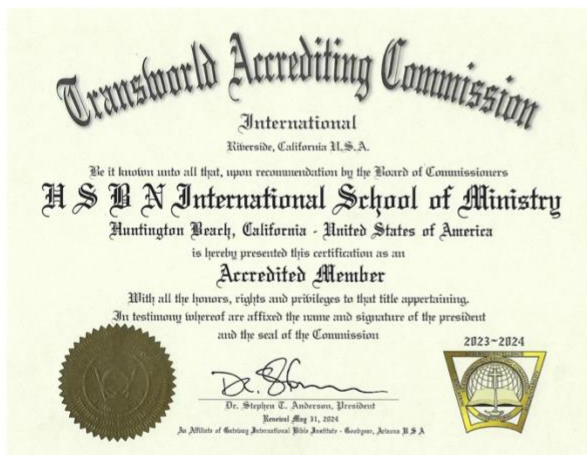 Transworld Accrediting Commission
International
Riverside, California U.S.A.
Be it known unto all that, upon recommendation by the Board of Commissioners
H S B N International School of Ministry
Huntington Beach, California - United States of America
is hereby presented this certification as an
Accredited Member
With all the honors, rights and privileges to that title appertaining.
In testimony whereof are affixed the name and signature of the president
and the seal of the Commission
2023~2024
Dr. Stephen T. Anderson, President
Renewal May 31, 2024
An Affiliate of Gateway International Bible Institute - Goodyear, Arizona U.S.A